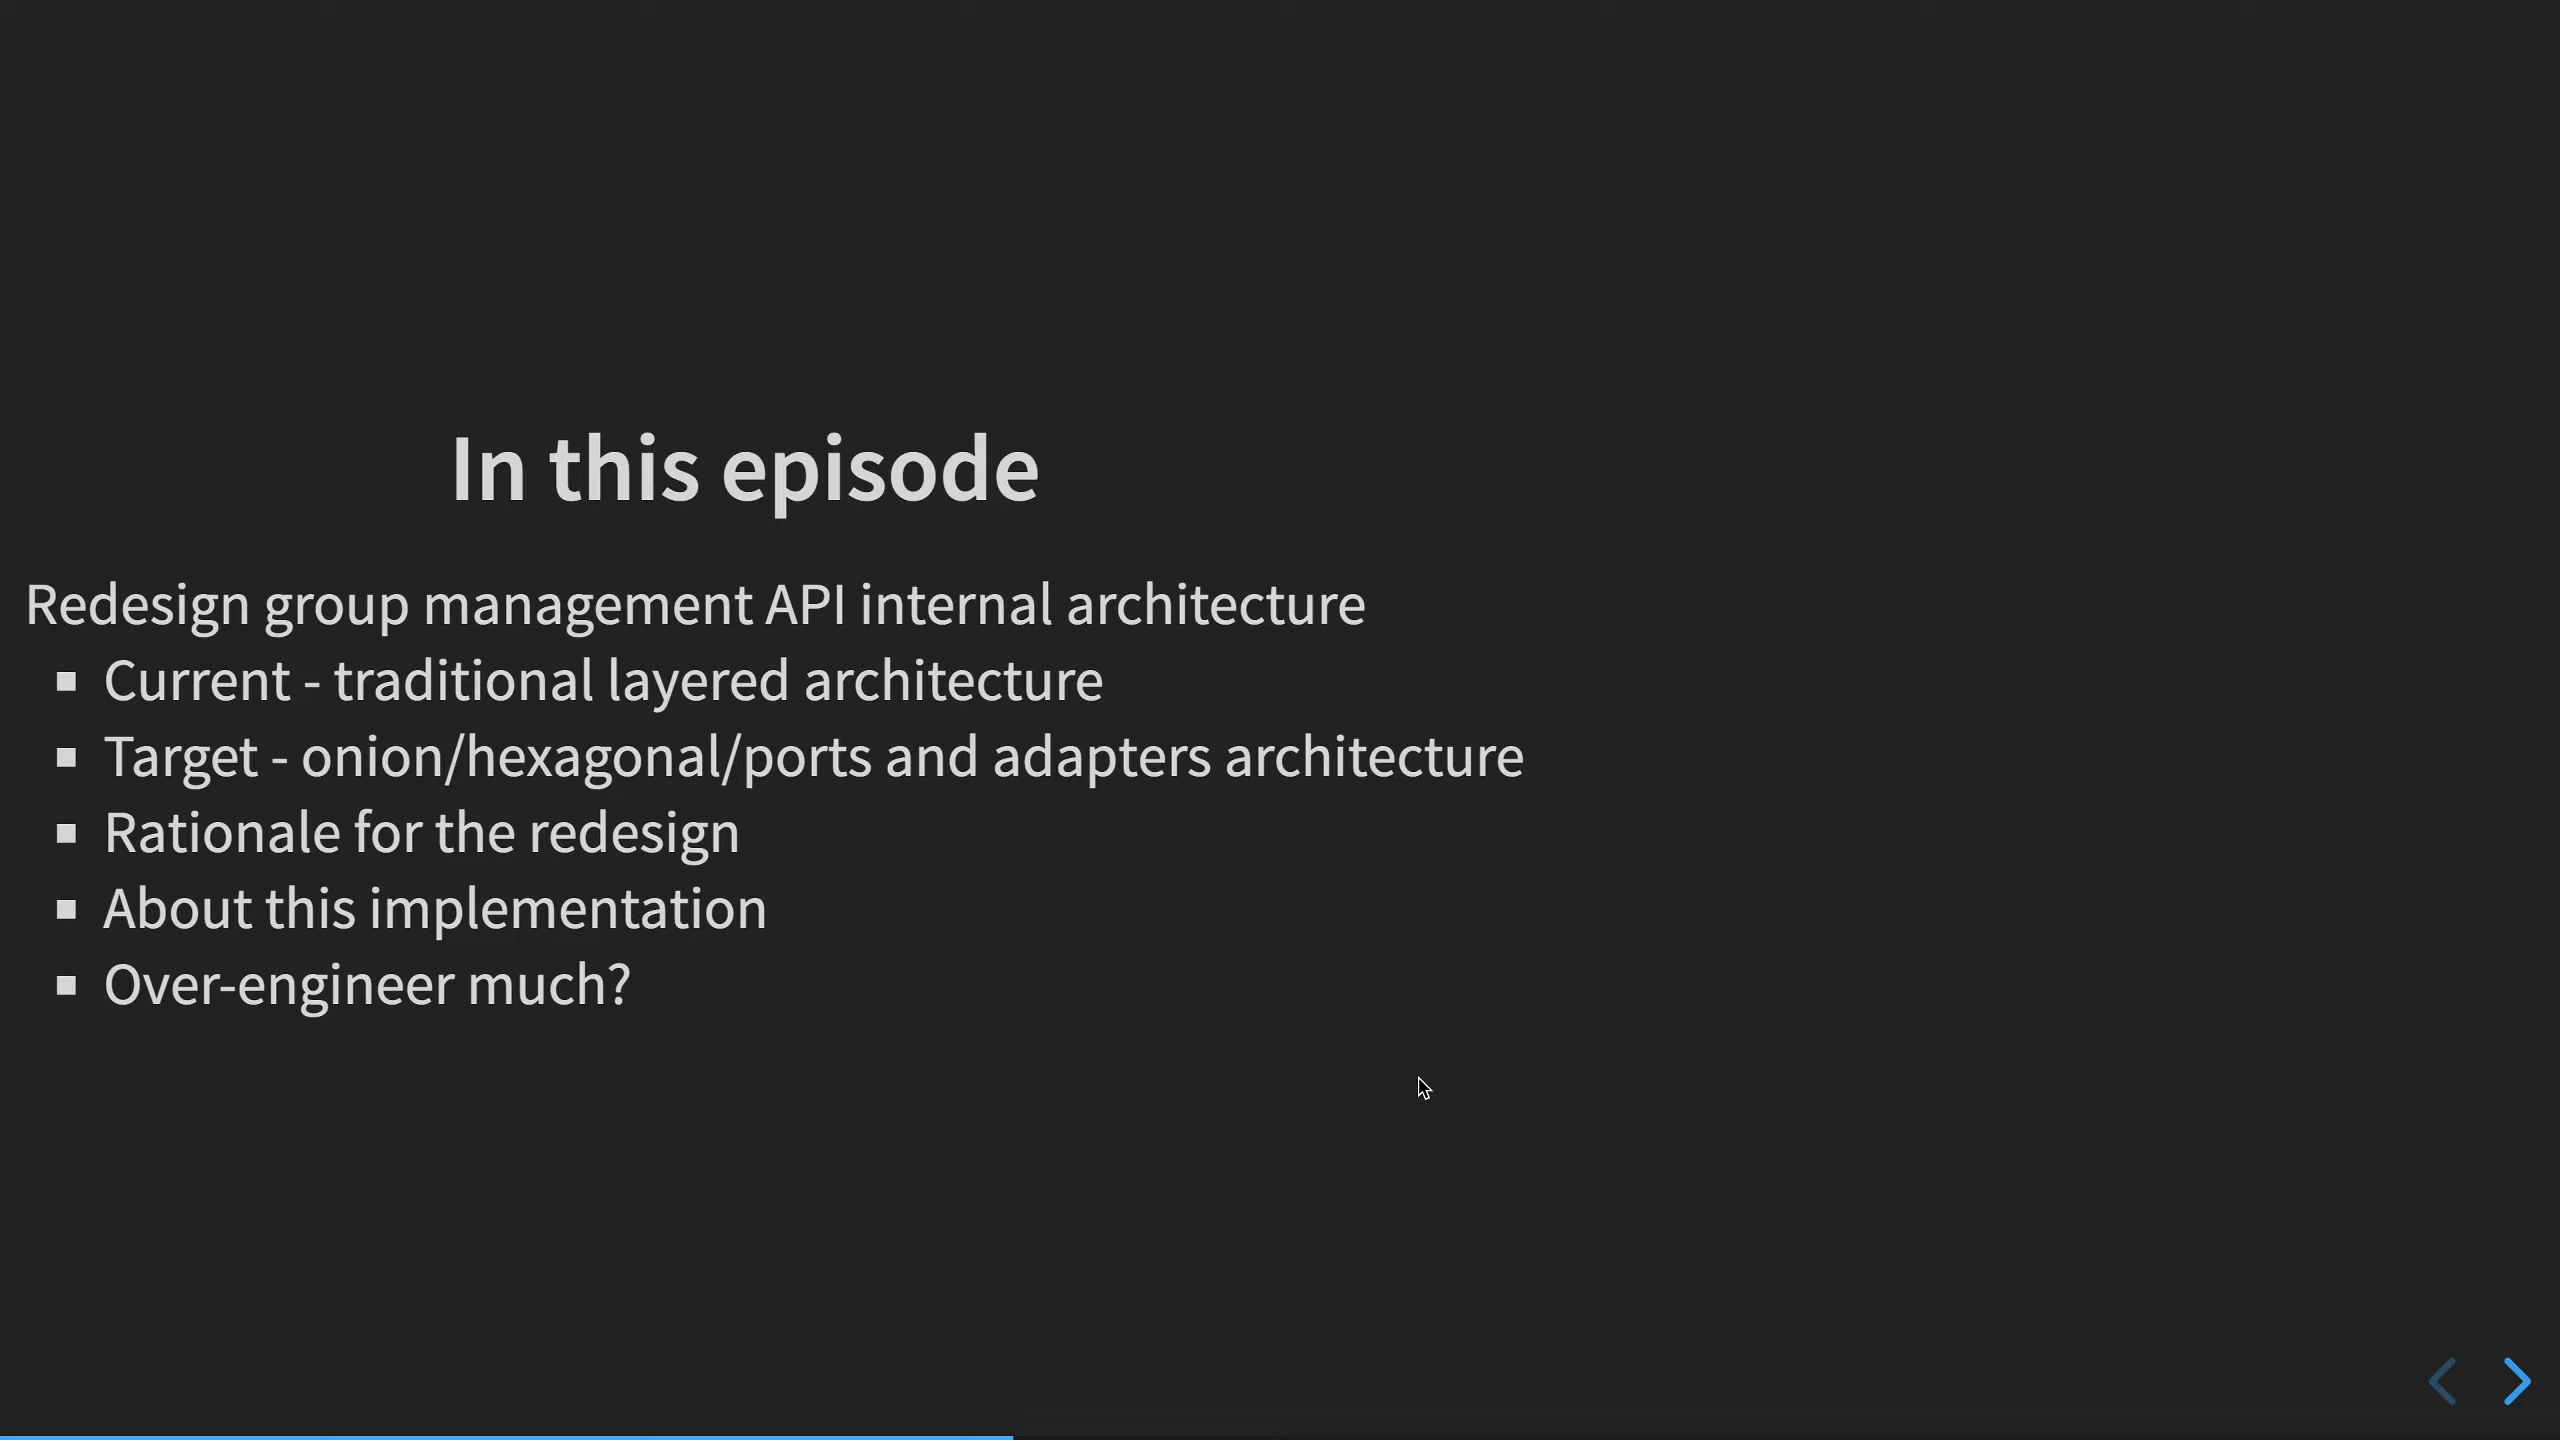 In this episode
Redesign group management API internal architecture
Current - traditional layered architecture
Target - onion/hexagonal/ports and adapters architecture
Rationale for the redesign
About this implementation
Over-engineer much?